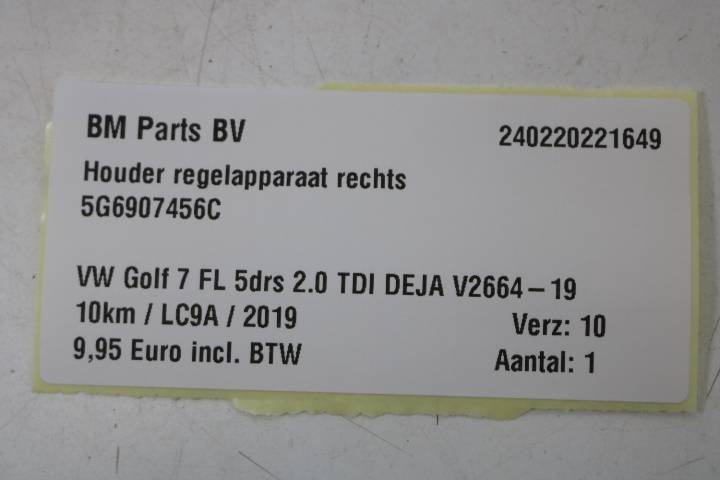 BM Parts BV 240220221649
Houder regelapparaat rechts
5G6907456C
VW Golf 7 FL 5drs 2.0 TDI DEJA V2664-19
10km / LC9A / 2019 Verz: 10
9,95 Euro incl. BTW Aantal: 1